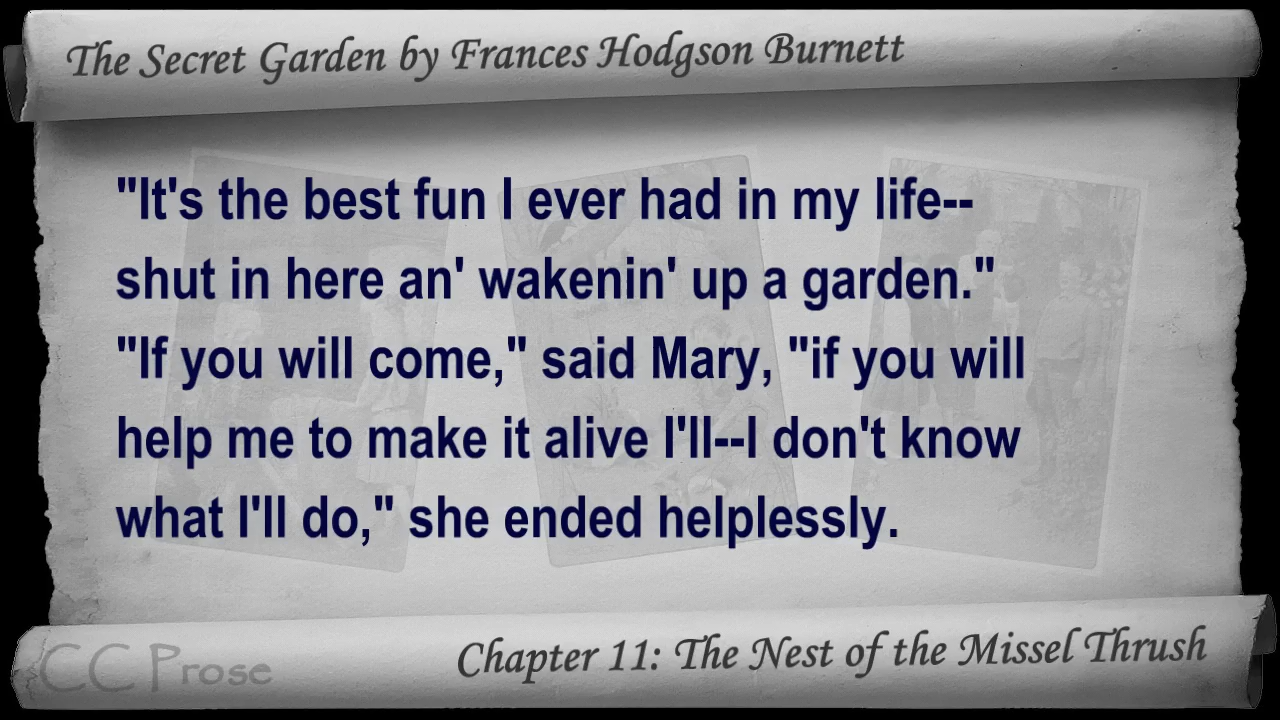 The Secret Garden by Frances Hodgson Burnett
"It's the best fun I ever had in my life--
shut in here an' wakenin' up a garden."
"If you will come," said Mary, "if you will
help me to make it alive I'll--I don't know
what I'll do," she ended helplessly.
CC Prose
Chapter 11: The Nest of the Missel Thrush